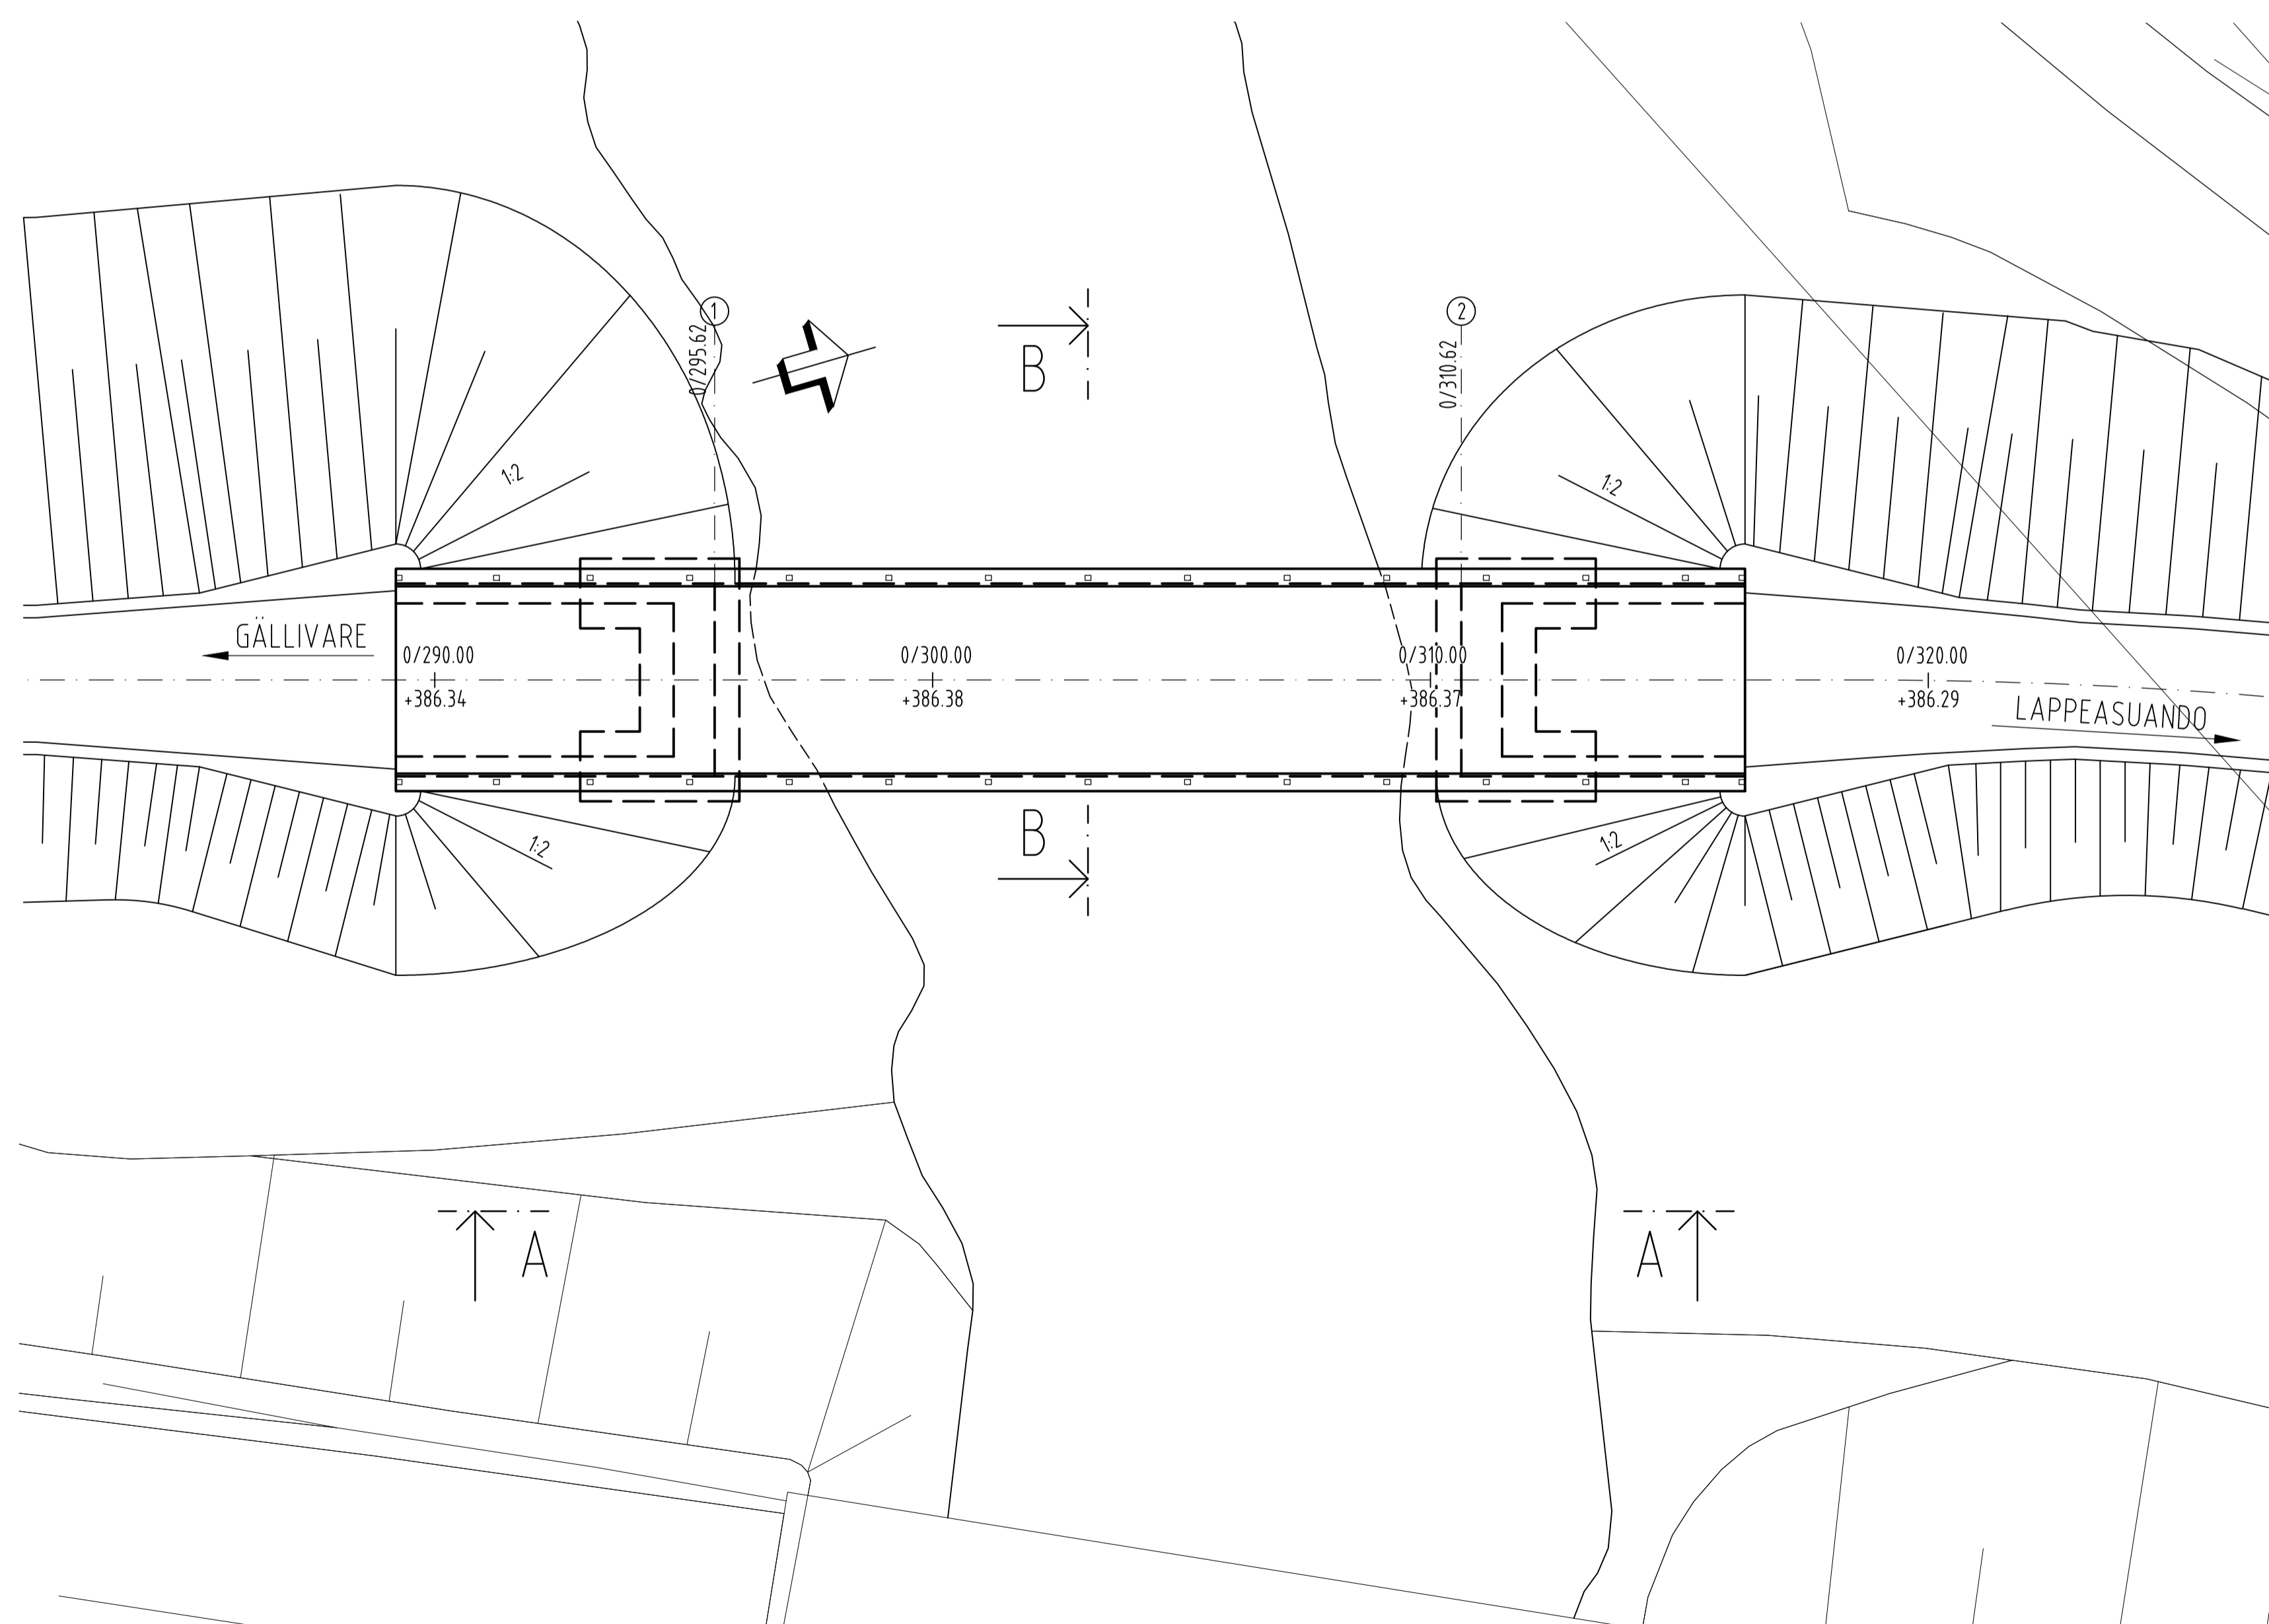 1
2
0/295.62
0/310.62
B
1:2
1:2
GÄLLIVARE
0/290.00
0/300.00
0/310.00
0/320.00
+386.34
+386.38
+386.37
+386.29
LAPPEASUANDO
B
1:2
1:2
A
A